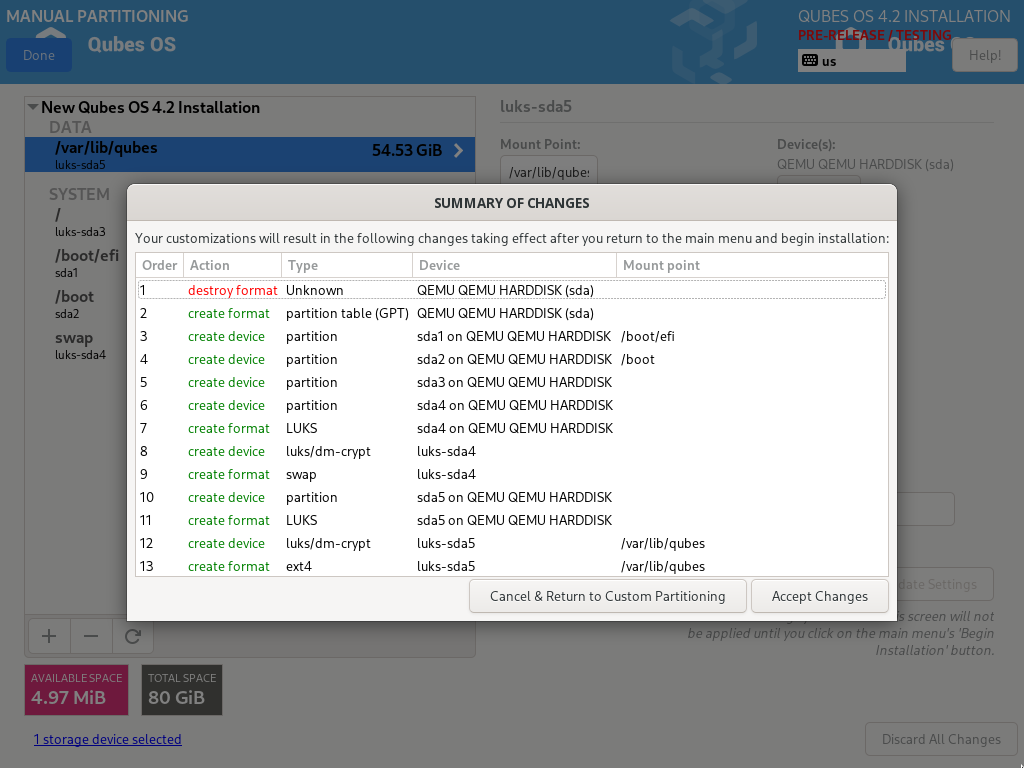 MANUAL PARTITIONING
Done
Qubes OS
QUBES OS 4.2 INSTALLATION
PRE-RELEASE / TESTING
Qubes
us
Help!
New Qubes OS 4.2 Installation
DATA
/var/lib/qubes
luks-sda5
54.53 GiB
SYSTEM
/
luks-sda3
/boot/efi
sda1
/boot
sda2
swap
luks-sda4
luks-sda5
Mount Point:
/var/lib/qubes
Device(s):
QEMU QEMU HARDDISK (sda)
SUMMARY OF CHANGES
Your customizations will result in the following changes taking effect after you return to the main menu and begin installation:
Order Action Type Device Mount point
1 destroy format Unknown QEMU QEMU HARDDISK (sda)
2 create format partition table (GPT) QEMU QEMU HARDDISK (sda)
3 create device partition sda1 on QEMU QEMU HARDDISK /boot/efi
4 create device partition sda2 on QEMU QEMU HARDDISK /boot
5 create device partition sda3 on QEMU QEMU HARDDISK
6 create device partition sda4 on QEMU QEMU HARDDISK
7 create format LUKS sda4 on QEMU QEMU HARDDISK
8 create device luks/dm-crypt luks-sda4
9 create format swap luks-sda4
10 create device partition sda5 on QEMU QEMU HARDDISK
11 create format LUKS sda5 on QEMU QEMU HARDDISK
12 create device luks/dm-crypt luks-sda5 /var/lib/qubes
13 create format ext4 luks-sda5 /var/lib/qubes
Cancel & Return to Custom Partitioning
Accept Changes
date Settings
is screen will not
be applied until you click on the main menu's 'Begin
Installation' button.
AVAILABLE SPACE
4.97 MiB
TOTAL SPACE
80 GiB
1 storage device selected
Discard All Changes